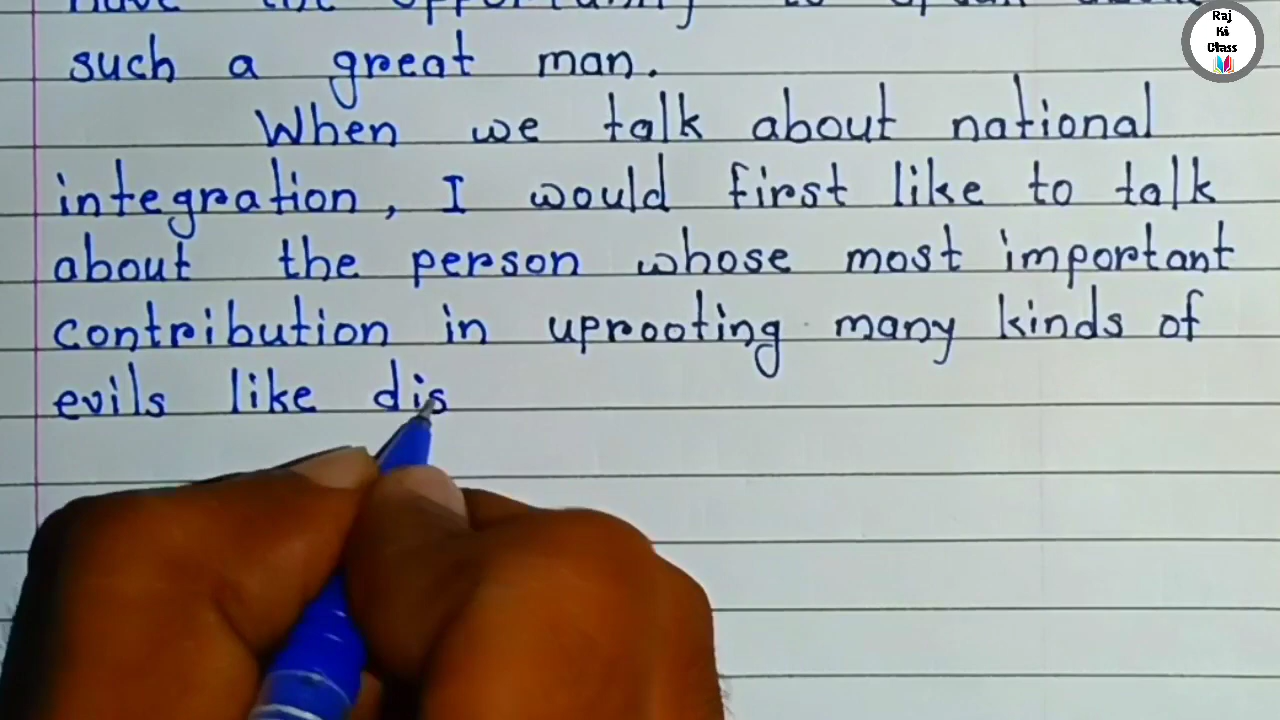 such a great man.
When we talk about national
integration, I would first like to talk
about the person whose most important
contribution in uprooting many kinds of
evils like dis
Raj
Ki
Class